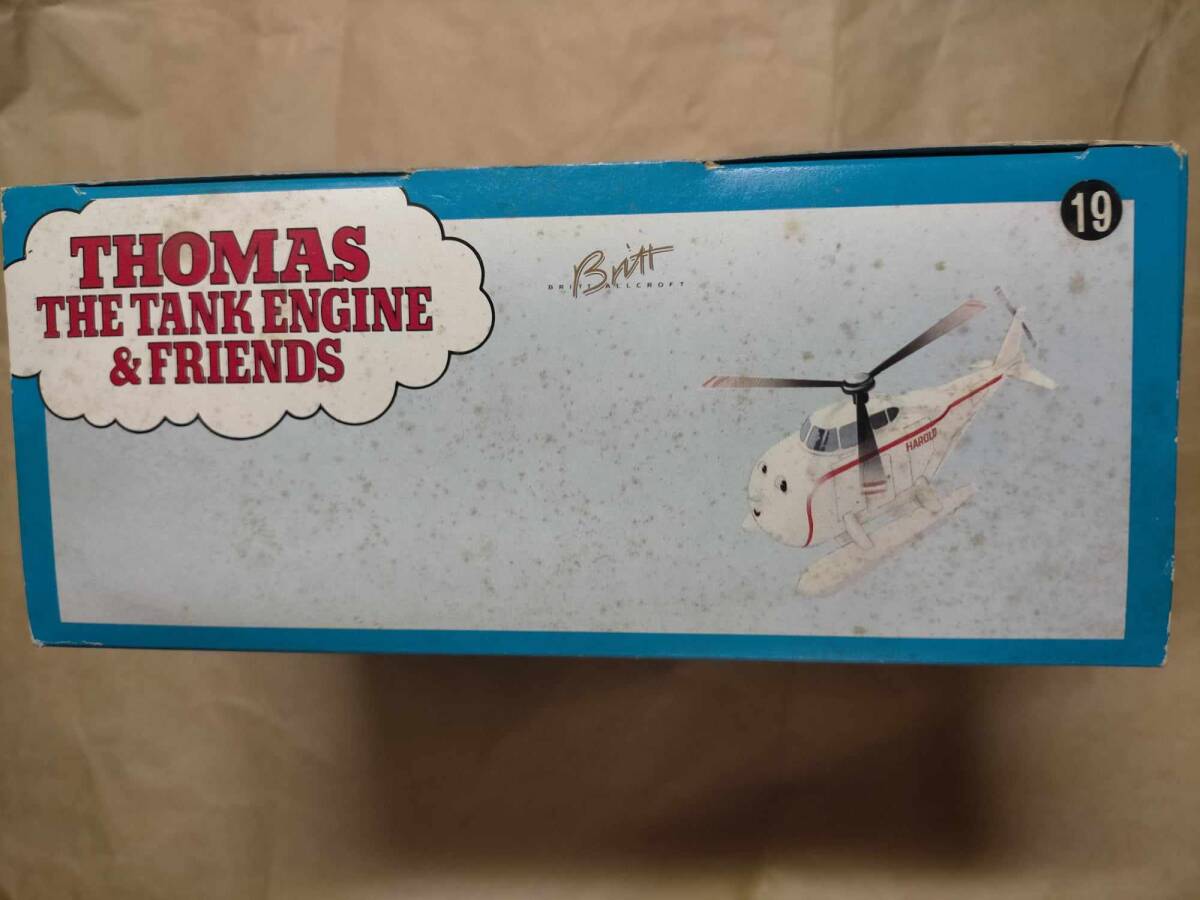 THOMAS
THE TANK ENGINE
& FRIENDS
Britt
BRITT ALLCROFT
19
HAROLD